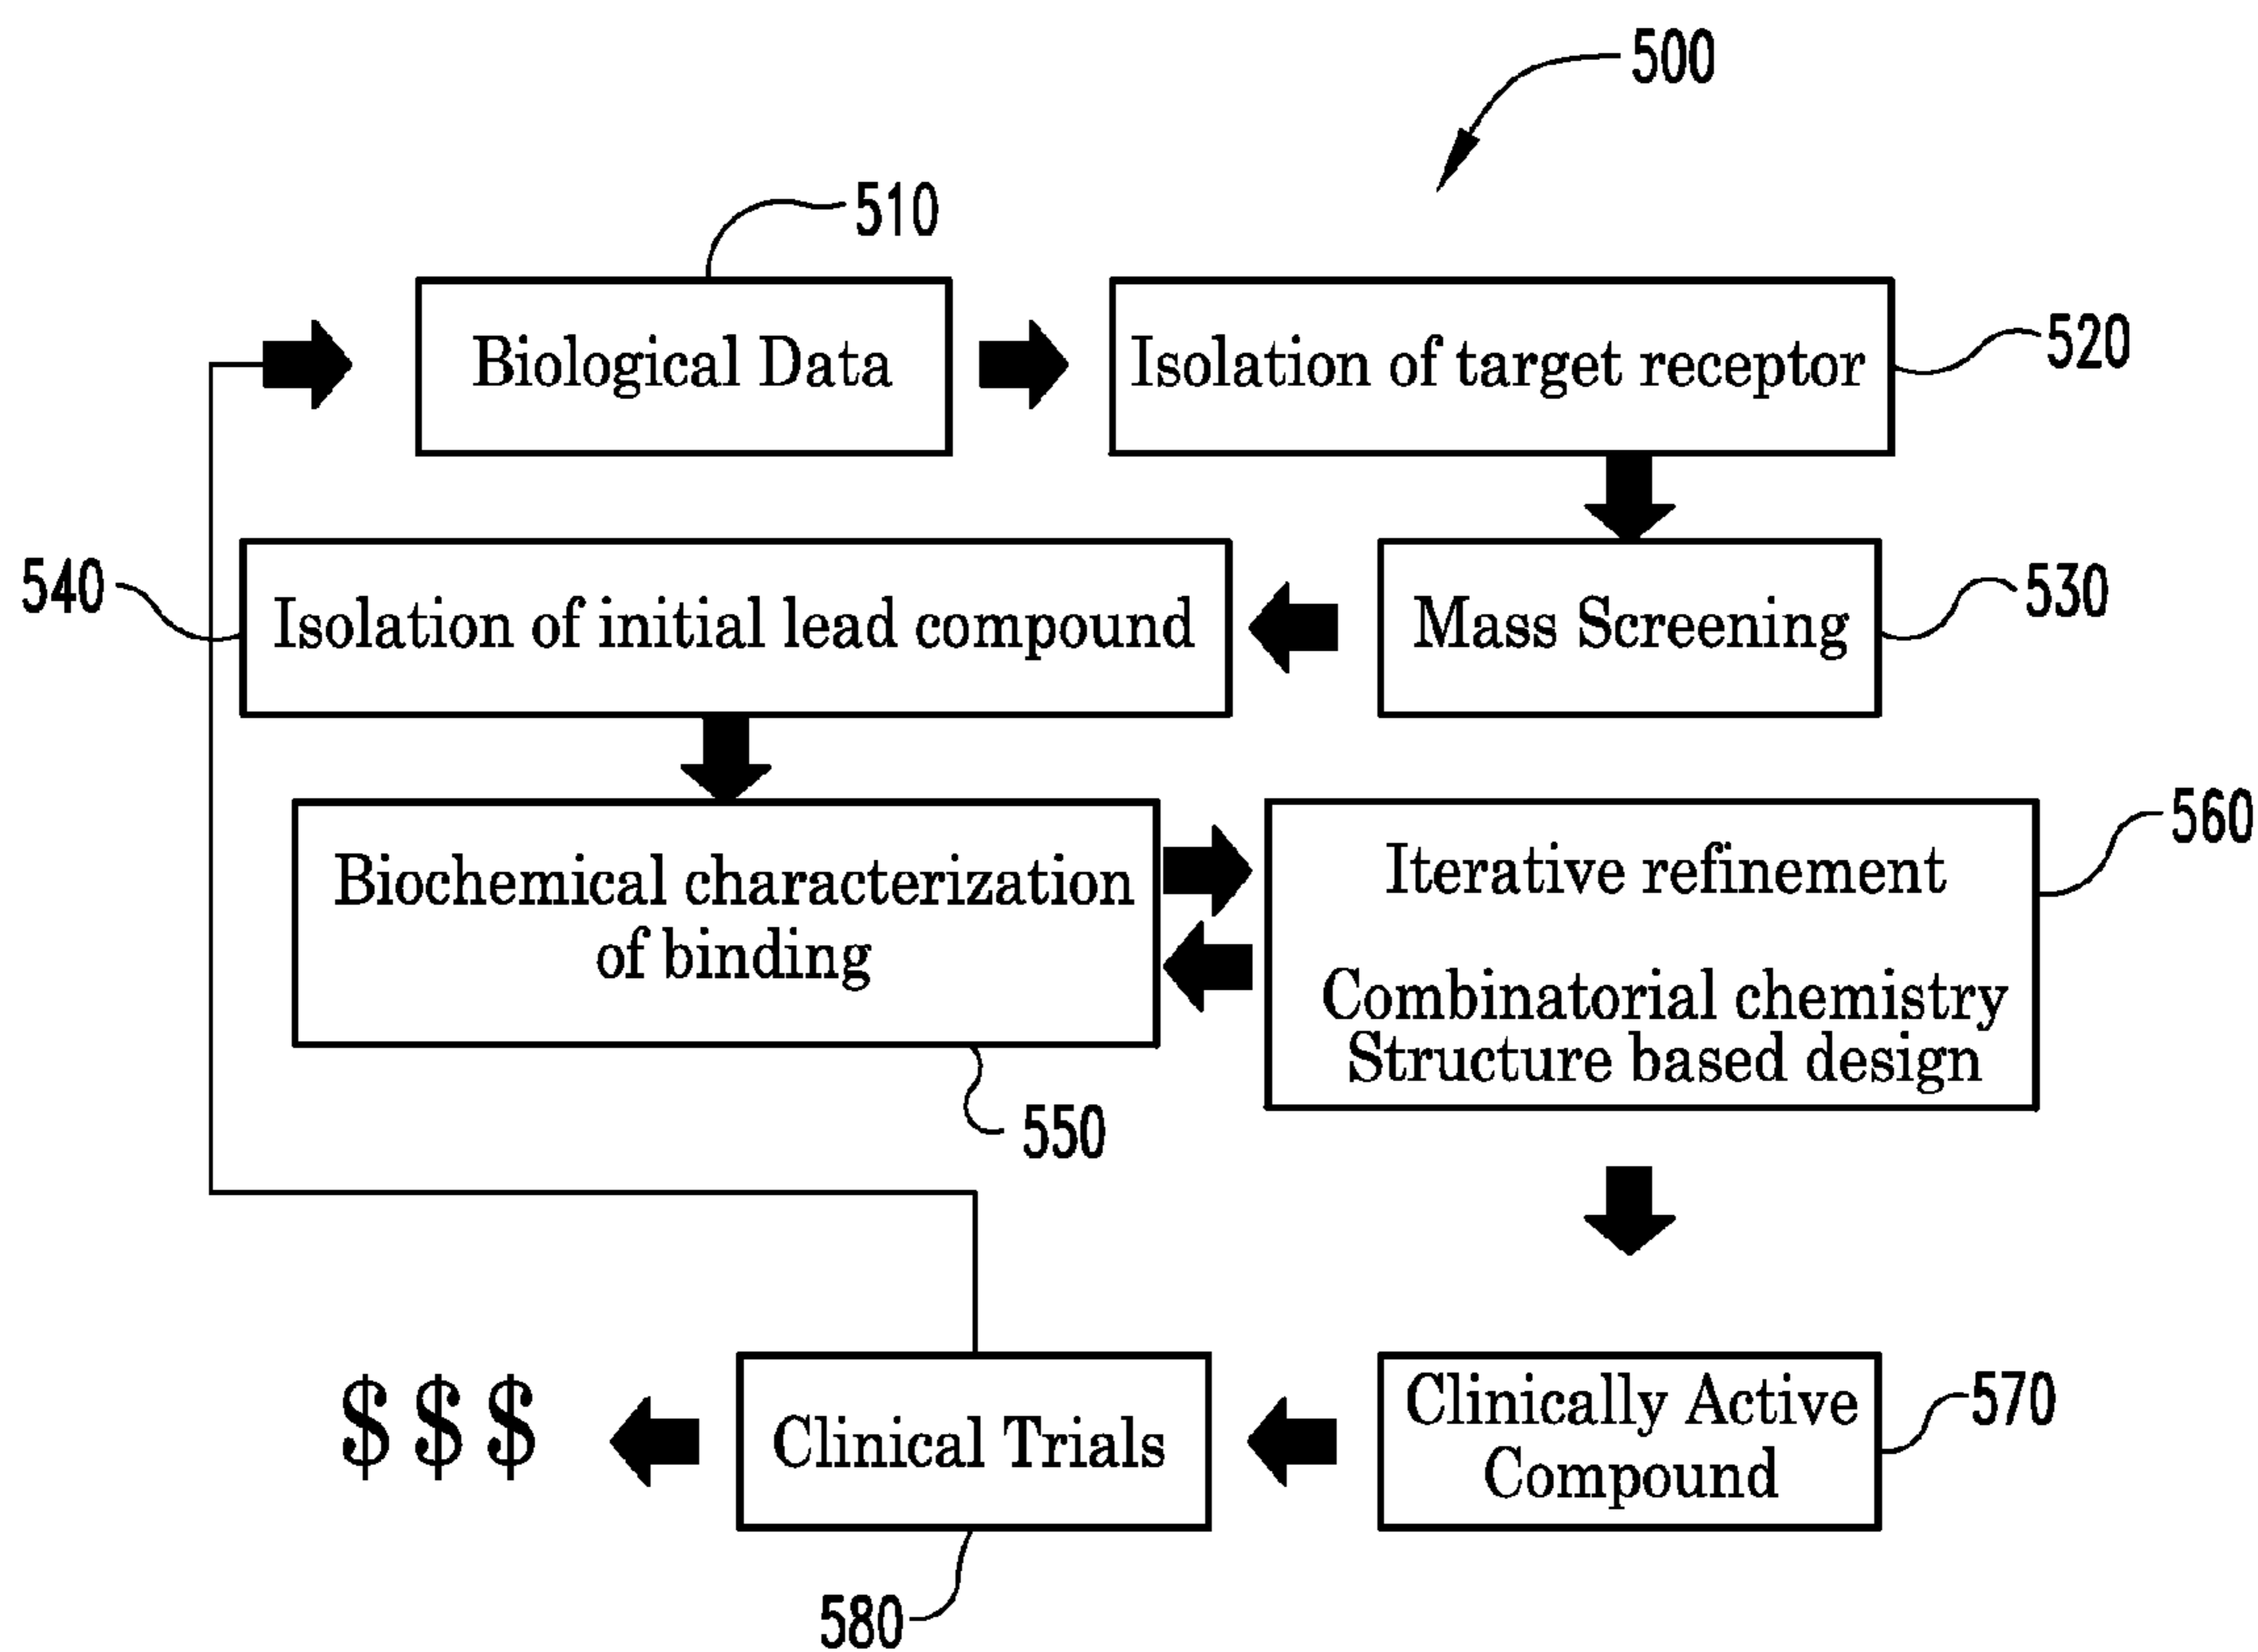 500
510
Biological Data
Isolation of target receptor
520
540
Isolation of initial lead compound
Mass Screening
530
Biochemical characterization
of binding
550
Iterative refinement
Combinatorial chemistry
Structure based design
560
$ $ $
Clinical Trials
580
Clinically Active
Compound
570